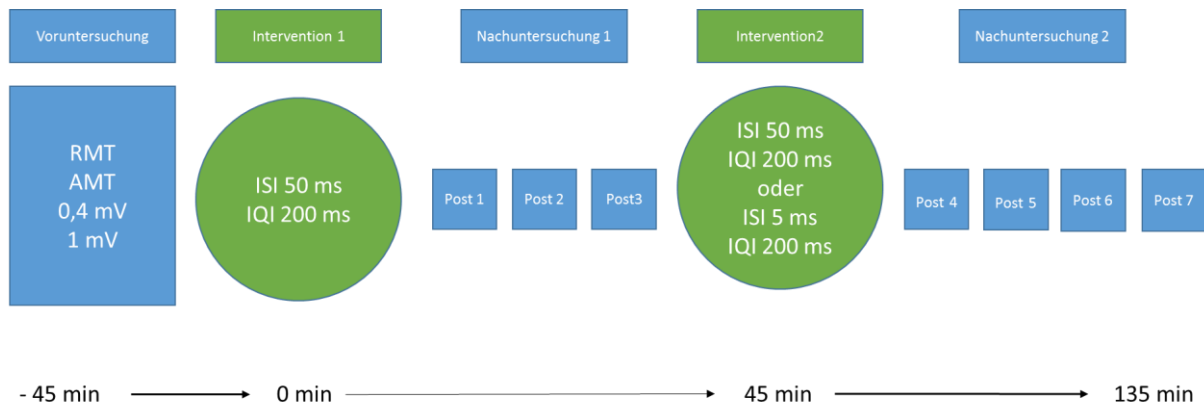 Voruntersuchung
Intervention 1
Nachuntersuchung 1
Intervention2
Nachuntersuchung 2
RMT
AMT
0,4 mV
1 mV
ISI 50 ms
IQI 200 ms
Post 1
Post 2
Post3
ISI 50 ms
IQI 200 ms
oder
ISI 5 ms
IQI 200 ms
Post 4
Post 5
Post 6
Post 7
- 45 min
0 min
45 min
135 min